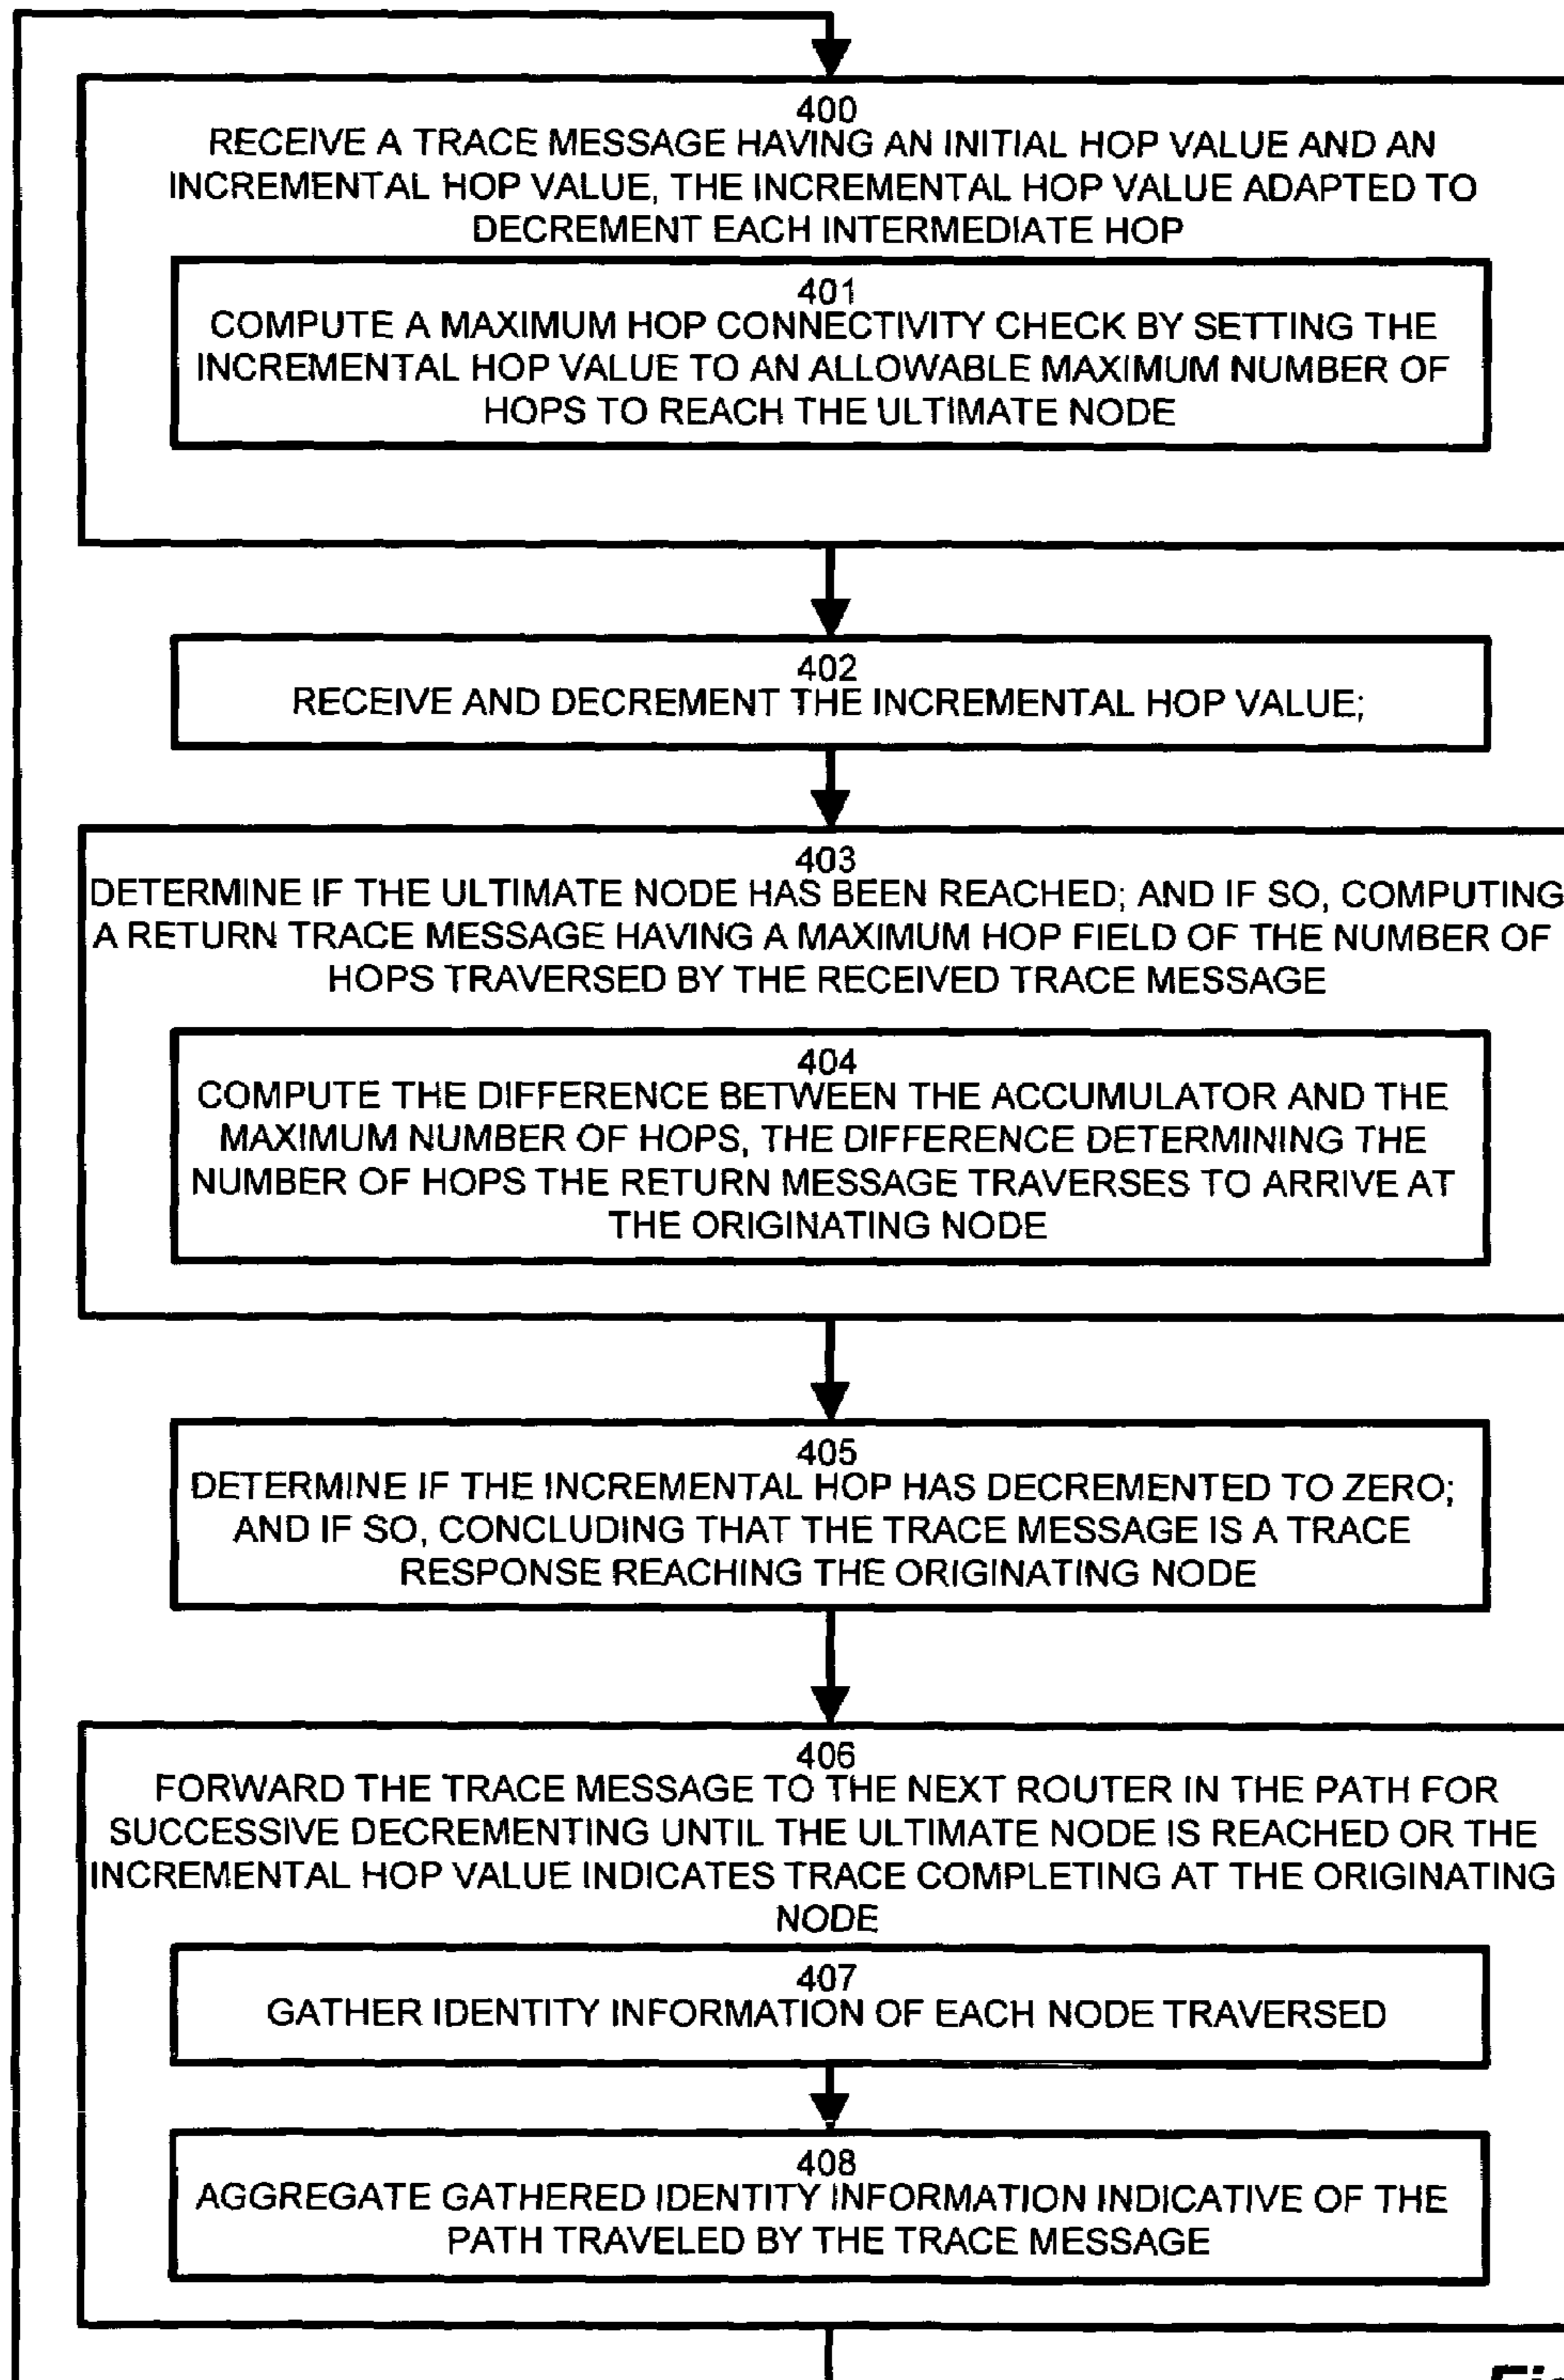 400
RECEIVE A TRACE MESSAGE HAVING AN INITIAL HOP VALUE AND AN
INCREMENTAL HOP VALUE, THE INCREMENTAL HOP VALUE ADAPTED TO
DECREMENT EACH INTERMEDIATE HOP
401
COMPUTE A MAXIMUM HOP CONNECTIVITY CHECK BY SETTING THE
INCREMENTAL HOP VALUE TO AN ALLOWABLE MAXIMUM NUMBER OF
HOPS TO REACH THE ULTIMATE NODE
402
RECEIVE AND DECREMENT THE INCREMENTAL HOP VALUE;
403
DETERMINE IF THE ULTIMATE NODE HAS BEEN REACHED; AND IF SO, COMPUTING
A RETURN TRACE MESSAGE HAVING A MAXIMUM HOP FIELD OF THE NUMBER OF
HOPS TRAVERSED BY THE RECEIVED TRACE MESSAGE
404
COMPUTE THE DIFFERENCE BETWEEN THE ACCUMULATOR AND THE
MAXIMUM NUMBER OF HOPS, THE DIFFERENCE DETERMINING THE
NUMBER OF HOPS THE RETURN MESSAGE TRAVERSES TO ARRIVE AT
THE ORIGINATING NODE
405
DETERMINE IF THE INCREMENTAL HOP HAS DECREMENTED TO ZERO;
AND IF SO, CONCLUDING THAT THE TRACE MESSAGE IS A TRACE
RESPONSE REACHING THE ORIGINATING NODE
406
FORWARD THE TRACE MESSAGE TO THE NEXT ROUTER IN THE PATH FOR
SUCCESSIVE DECREMENTING UNTIL THE ULTIMATE NODE IS REACHED OR THE
INCREMENTAL HOP VALUE INDICATES TRACE COMPLETING AT THE ORIGINATING
NODE
407
GATHER IDENTITY INFORMATION OF EACH NODE TRAVERSED
408
AGGREGATE GATHERED IDENTITY INFORMATION INDICATIVE OF THE
PATH TRAVELED BY THE TRACE MESSAGE